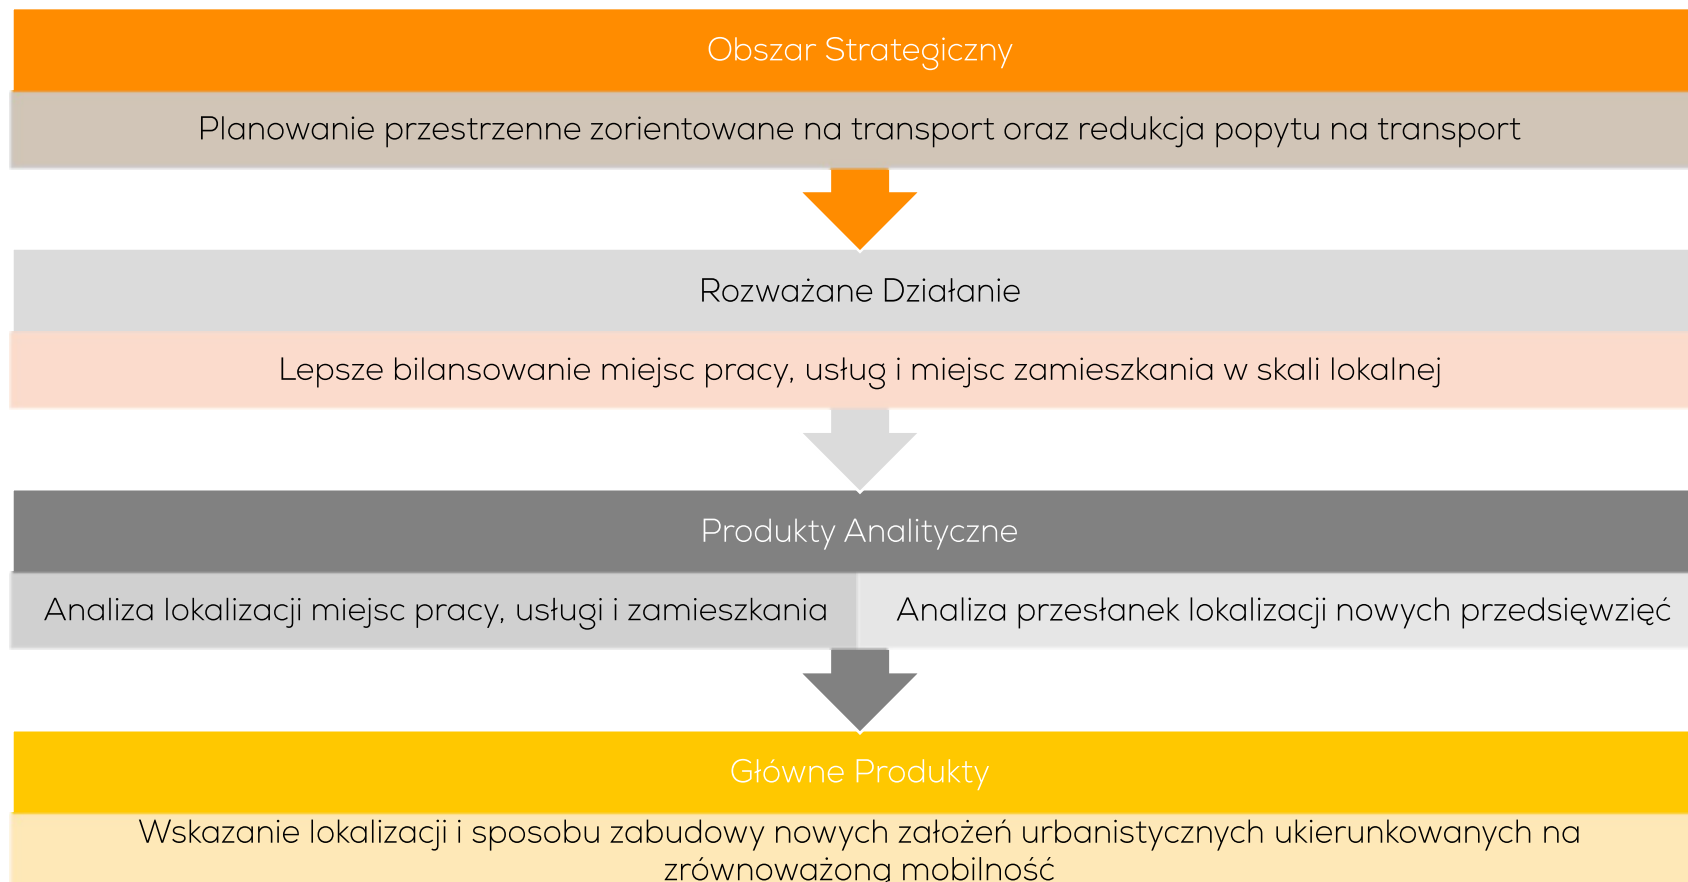 Obszar Strategiczny
Planowanie przestrzenne zorientowane na transport oraz redukcja popytu na transport
Rozważane Działanie
Lepsze bilansowanie miejsc pracy, usług i miejsc zamieszkania w skali lokalnej
Produkty Analityczne
Analiza lokalizacji miejsc pracy, usługi i zamieszkania
Analiza przesłanek lokalizacji nowych przedsięwzięć
Główne Produkty
Wskazanie lokalizacji i sposobu zabudowy nowych założeń urbanistycznych ukierunkowanych na
zrównoważoną mobilność